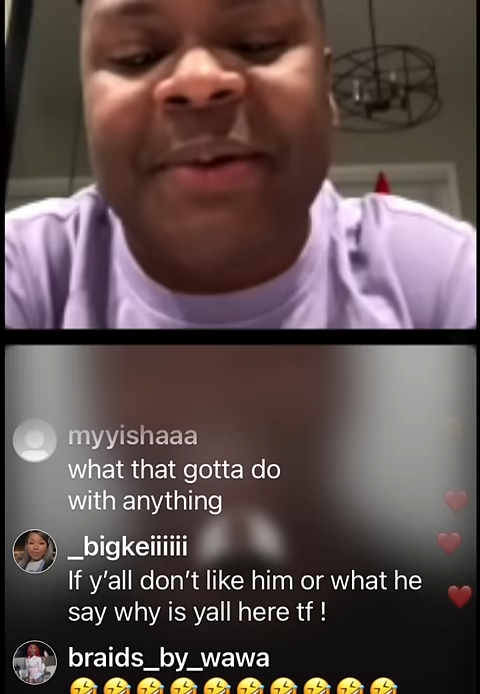 myyishaaa
what that gotta do
with anything
_bigkeiiiiii
If y’all don’t like him or what he
say why is yall here tf !
braids_by_wawa
🤣🤣🤣🤣🤣🤣🤣🤣🤣🤣🤣